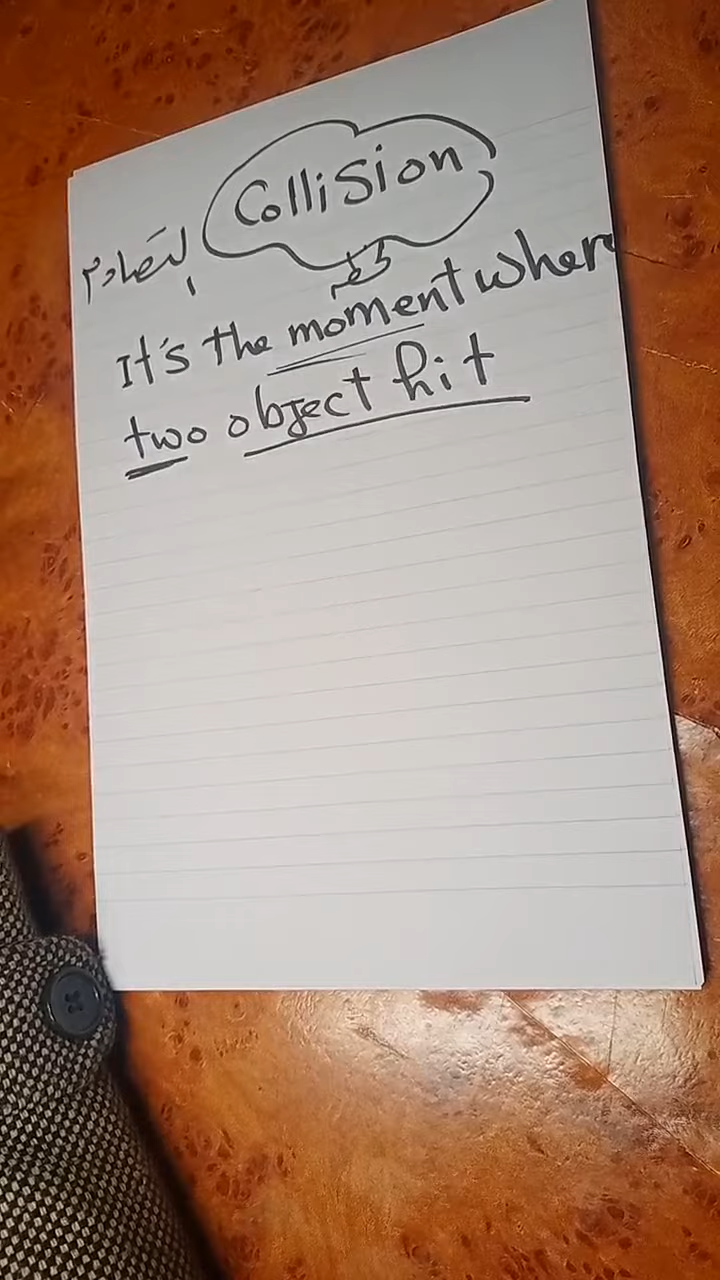 Collision
التصادم
It's the moment where
two object hit